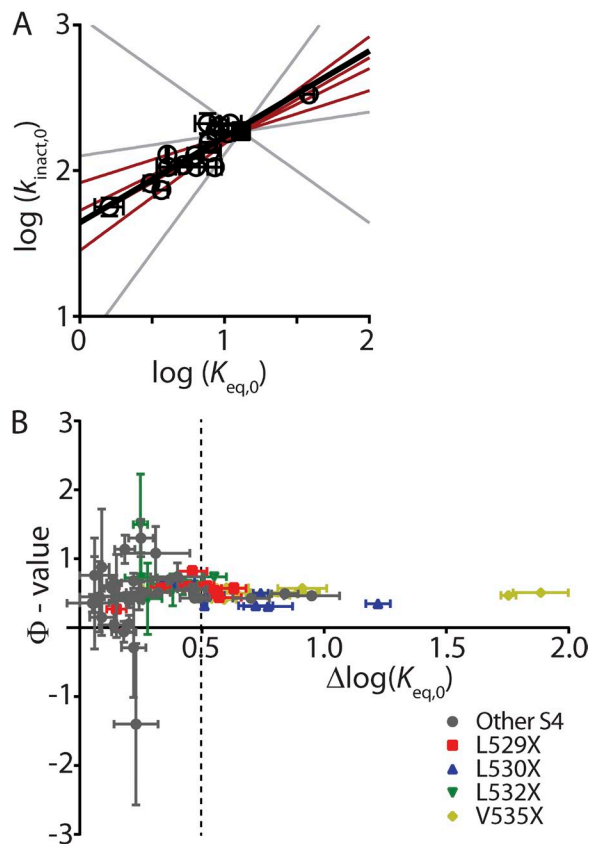 A
3
2
1
log (kinact,0)
0
1
2
log (Keq,0)
B
3
2
1
-1
-2
-3
Φ - value
0.5
1.0
1.5
2.0
Δlog(Keq,0)
Other S4
L529X
L530X
L532X
V535X